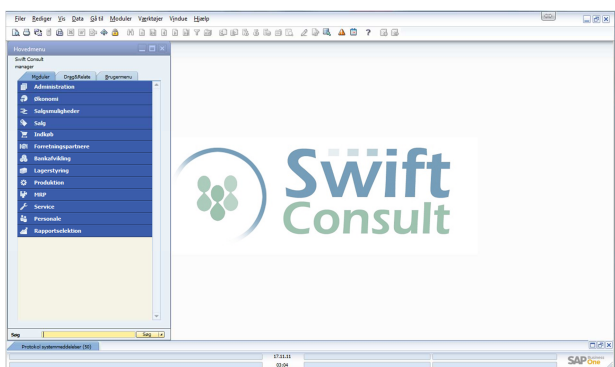 Filer Rediger Vis Data Gå til Moduler Værktøjer Vindue Hjælp
Hovedmenu
Swift Consult
manager
Moduler Drag&Relate Brugermenu
Administration
Økonomi
Salgsmuligheder
Salg
Indkøb
Forretningspartnere
Bankafvikling
Lagerstyring
Produktion
MRP
Service
Personale
Rapportselektion
Swift
Consult
Søg Søg
Protokol systemmeddelelser (50)
17.11.11
03:04
SAP Business One